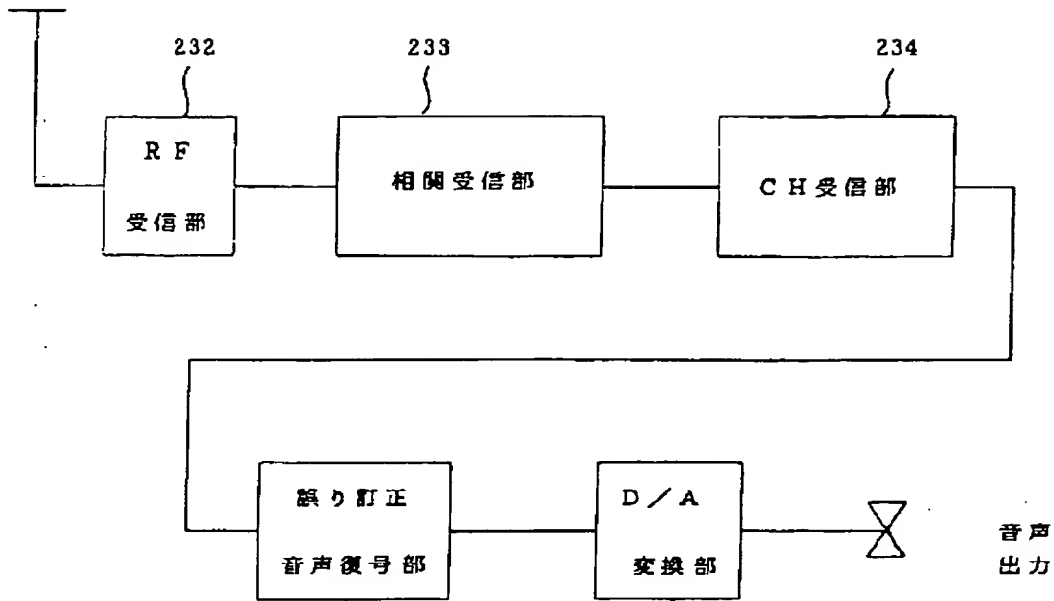 232
233
234
RF
受信部
相関受信部
CH受信部
誤り訂正
音声復号部
D/A
変換部
音声
出力